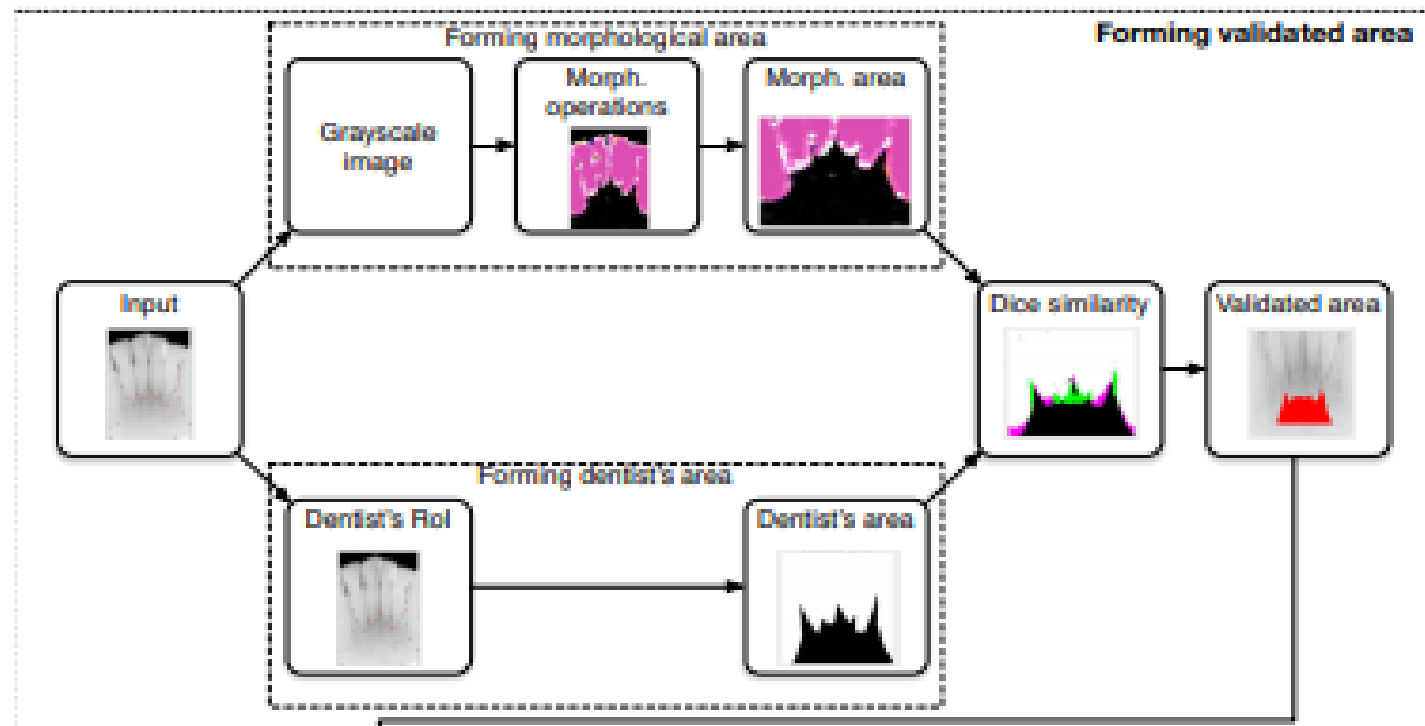 Forming validated area
Forming morphological area
Grayscale
image
Morph.
operations
Morph. area
Input
Dice similarity
Validated area
Forming dentist's area
Dentist's RoI
Dentist's area